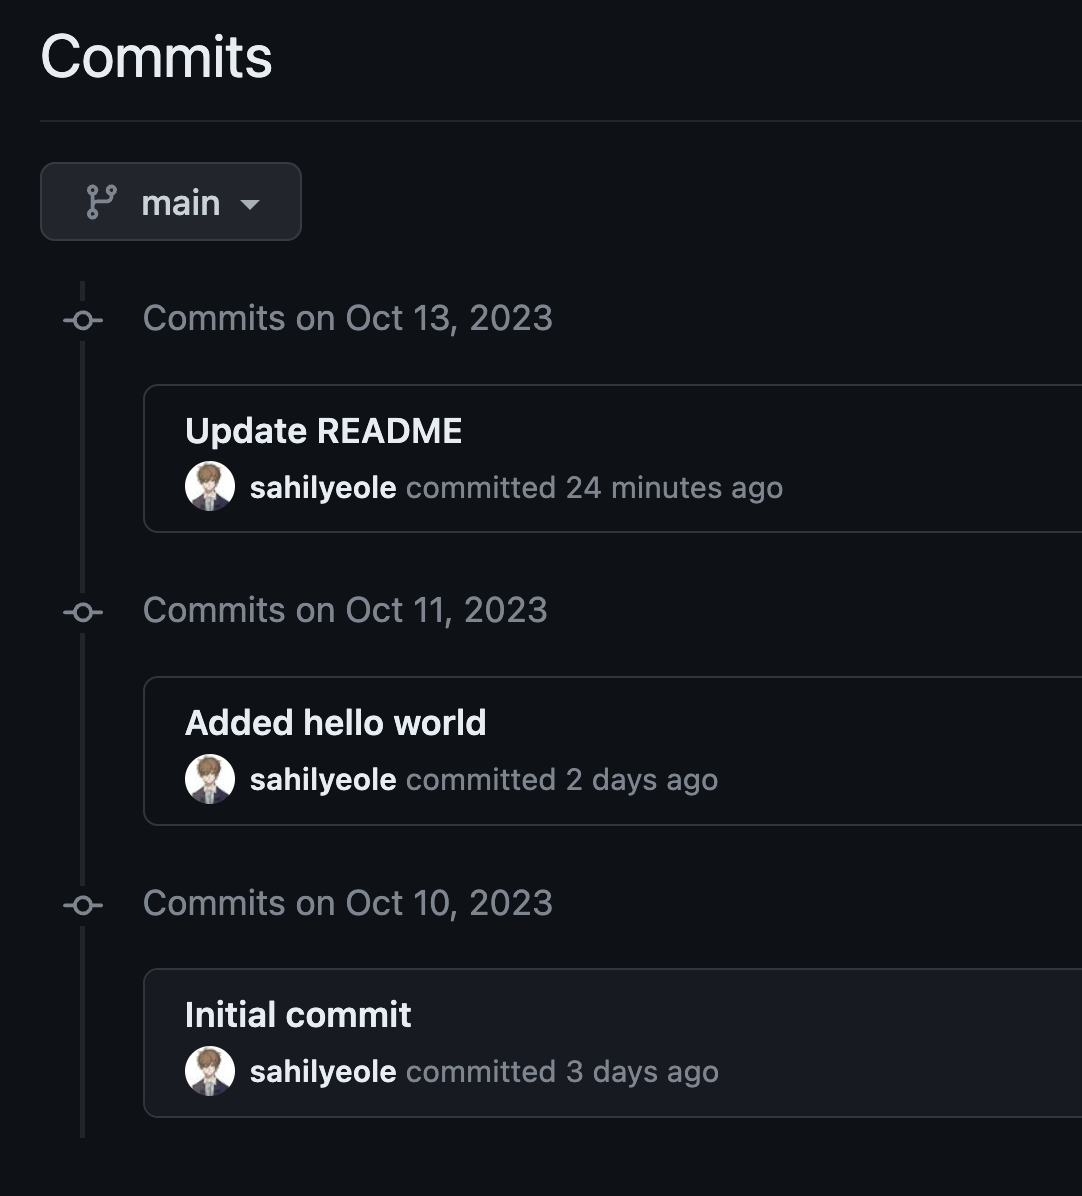 Commits
main
Commits on Oct 13, 2023
Update README
sahilyeole committed 24 minutes ago
Commits on Oct 11, 2023
Added hello world
sahilyeole committed 2 days ago
Commits on Oct 10, 2023
Initial commit
sahilyeole committed 3 days ago